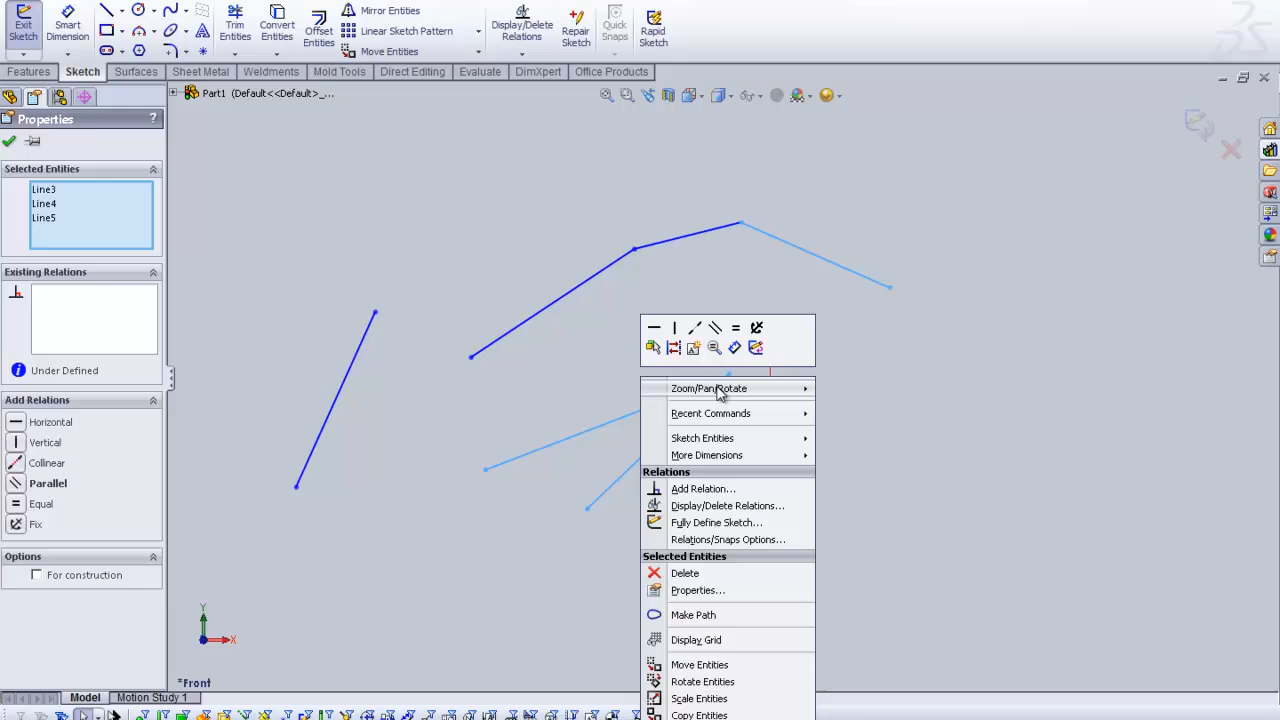 Exit Sketch
Smart Dimension
Trim Entities
Convert Entities
Offset Entities
Mirror Entities
Linear Sketch Pattern
Move Entities
Display/Delete Relations
Repair Sketch
Quick Snaps
Rapid Sketch
Features
Sketch
Surfaces
Sheet Metal
Weldments
Mold Tools
Direct Editing
Evaluate
DimXpert
Office Products
Part1 (Default<<Default>_...
Properties
?
Selected Entities
Line3
Line4
Line5
Existing Relations
Under Defined
Add Relations
Horizontal
Vertical
Collinear
Parallel
Equal
Fix
Options
For construction
Zoom/Pan/Rotate
Recent Commands
Sketch Entities
More Dimensions
Relations
Add Relation...
Display/Delete Relations...
Fully Define Sketch...
Relations/Snaps Options...
Selected Entities
Delete
Properties...
Make Path
Display Grid
Move Entities
Rotate Entities
Scale Entities
Copy Entities
Y
X
*Front
Model
Motion Study 1